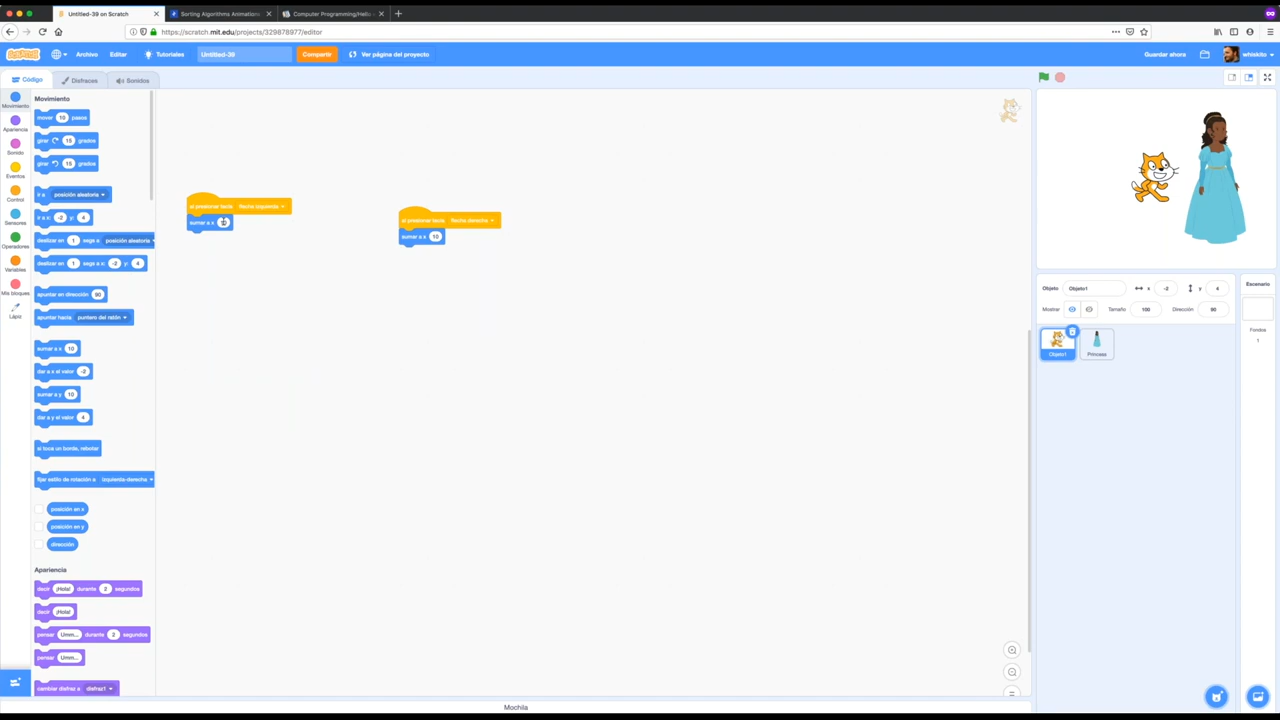 Untitled-39 on Scratch
Sorting Algorithms Animation
Computer Programming/Hello
https://scratch.mit.edu/projects/329878977/editor
SCRATCH
Archivo
Editar
Tutoriales
Untitled-39
Compartir
Ver página del proyecto
Guardar ahora
whiskito
Código
Disfraces
Sonidos
Movimiento
Apariencia
Sonido
Eventos
Control
Sensores
Operadores
Variables
Mis bloques
Lápiz
Movimiento
mover 10 pasos
girar 15 grados
girar 15 grados
ir a posición aleatoria
ir a x: -2 y: 4
deslizar en 1 segs a posición aleatoria
deslizar en 1 segs a x: -2 y: 4
apuntar en dirección 90
apuntar hacia puntero del ratón
sumar a x 10
dar a x el valor -2
sumar a y 10
dar a y el valor 4
si toca un borde, rebotar
fijar estilo de rotación a izquierda-derecha
posición en x
posición en y
dirección
Apariencia
decir ¡Hola! durante 2 segundos
decir ¡Hola!
pensar Umm... durante 2 segundos
pensar Umm...
cambiar disfraz a disfraz1
al presionar tecla flecha izquierda
sumar a x
al presionar tecla flecha derecha
sumar a x 10
Objeto Objeto1 x -2 y 4
Mostrar Tamaño 100 Dirección 90
Objeto1
Princess
Escenario
Fondos
1
Mochila